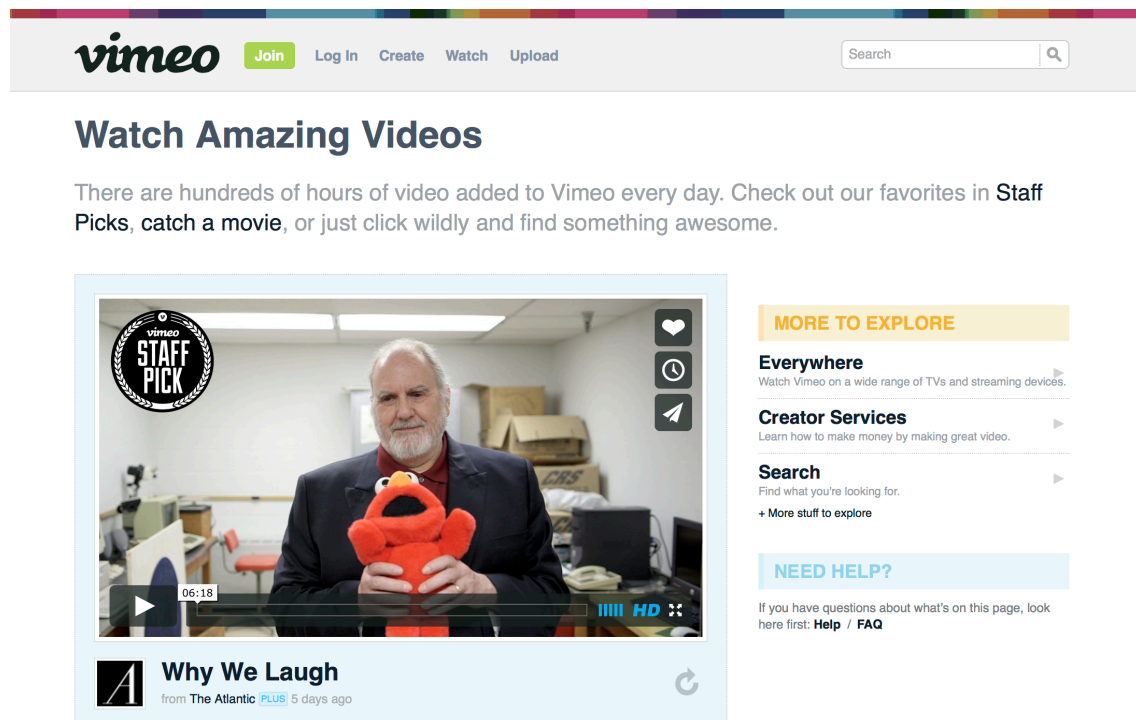 vimeo
Join Log In Create Watch Upload
Search
Watch Amazing Videos
There are hundreds of hours of video added to Vimeo every day. Check out our favorites in Staff
Picks, catch a movie, or just click wildly and find something awesome.
vimeo
STAFF
PICK
CRS
06:18
HD
A
Why We Laugh
from The Atlantic PLUS 5 days ago
MORE TO EXPLORE
Everywhere
Watch Vimeo on a wide range of TVs and streaming devices.
Creator Services
Learn how to make money by making great video.
Search
Find what you're looking for.
+ More stuff to explore
NEED HELP?
If you have questions about what's on this page, look
here first: Help / FAQ